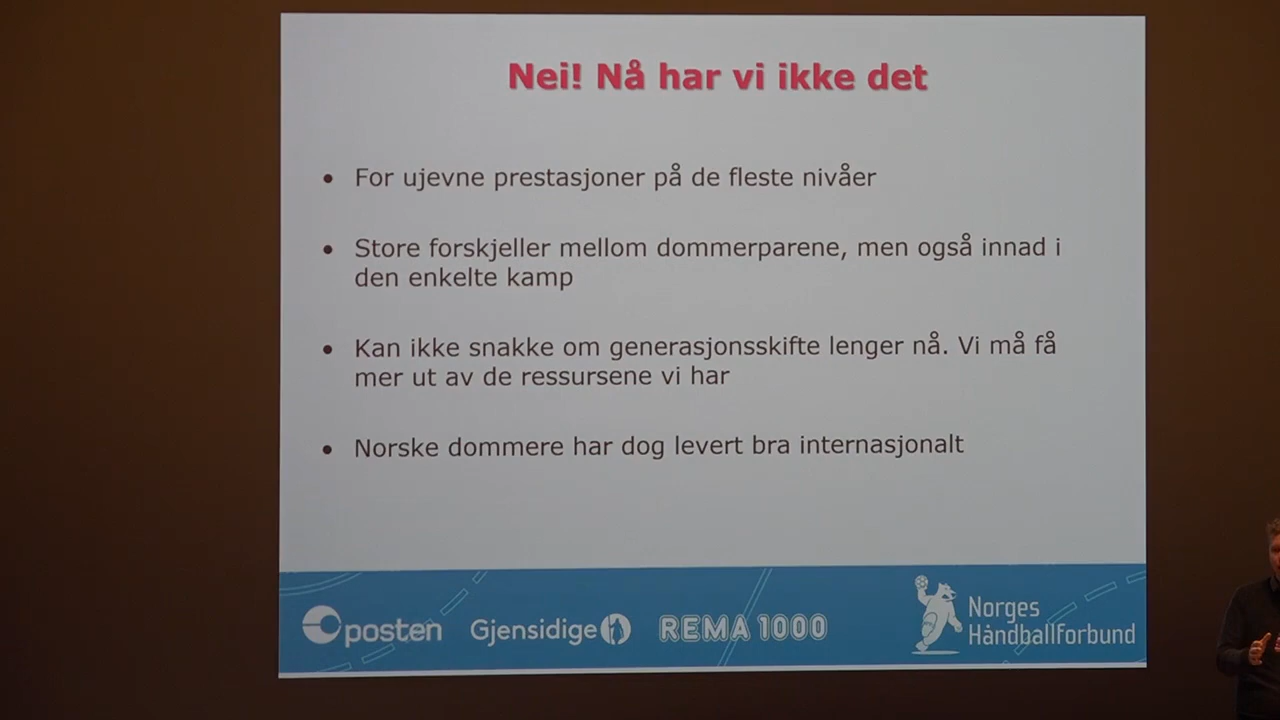 Nei! Nå har vi ikke det
• For ujevne prestasjoner på de fleste nivåer
• Store forskjeller mellom dommerparene, men også innad i
den enkelte kamp
• Kan ikke snakke om generasjonsskifte lenger nå. Vi må få
mer ut av de ressursene vi har
• Norske dommere har dog levert bra internasjonalt
posten
Gjensidige
REMA 1000
Norges
Håndballforbund